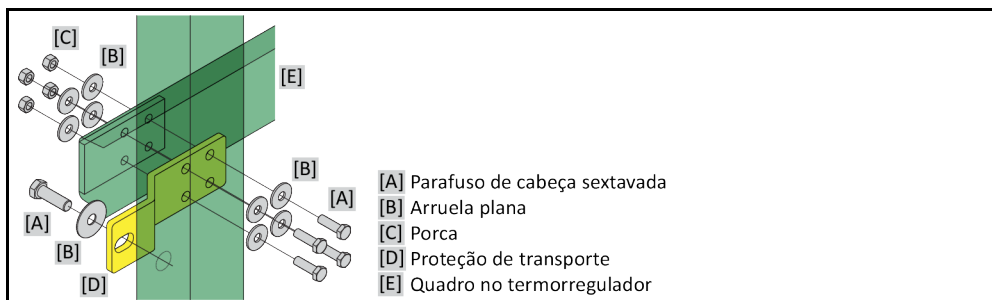 [C]
[B]
[E]
[B]
[A]
[A]
[B]
[D]
[A] Parafuso de cabeça sextavada
[B] Arruela plana
[C] Porca
[D] Proteção de transporte
[E] Quadro no termorregulador